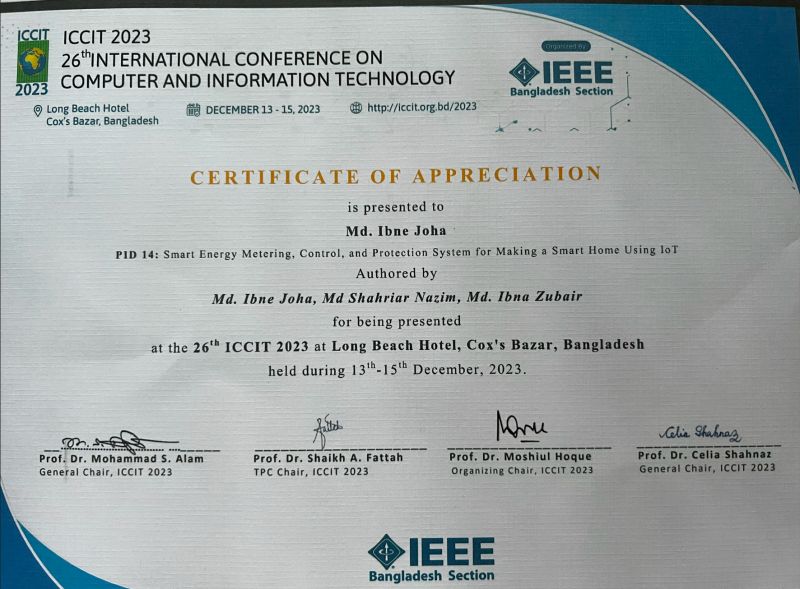 ICCIT
2023
ICCIT 2023
26th INTERNATIONAL CONFERENCE ON
COMPUTER AND INFORMATION TECHNOLOGY
Long Beach Hotel
Cox's Bazar, Bangladesh
DECEMBER 13 - 15, 2023
http://iccit.org.bd/2023
Organized By
IEEE
Bangladesh Section
CERTIFICATE OF APPRECIATION
is presented to
Md. Ibne Joha
PID 14: Smart Energy Metering, Control, and Protection System for Making a Smart Home Using IoT
Authored by
Md. Ibne Joha, Md Shahriar Nazim, Md. Ibna Zubair
for being presented
at the 26th ICCIT 2023 at Long Beach Hotel, Cox's Bazar, Bangladesh
held during 13th-15th December, 2023.
Fattah
Celia Shahnaz
Prof. Dr. Mohammad S. Alam
General Chair, ICCIT 2023
Prof. Dr. Shaikh A. Fattah
TPC Chair, ICCIT 2023
Prof. Dr. Moshiul Hoque
Organizing Chair, ICCIT 2023
Prof. Dr. Celia Shahnaz
General Chair, ICCIT 2023
IEEE
Bangladesh Section